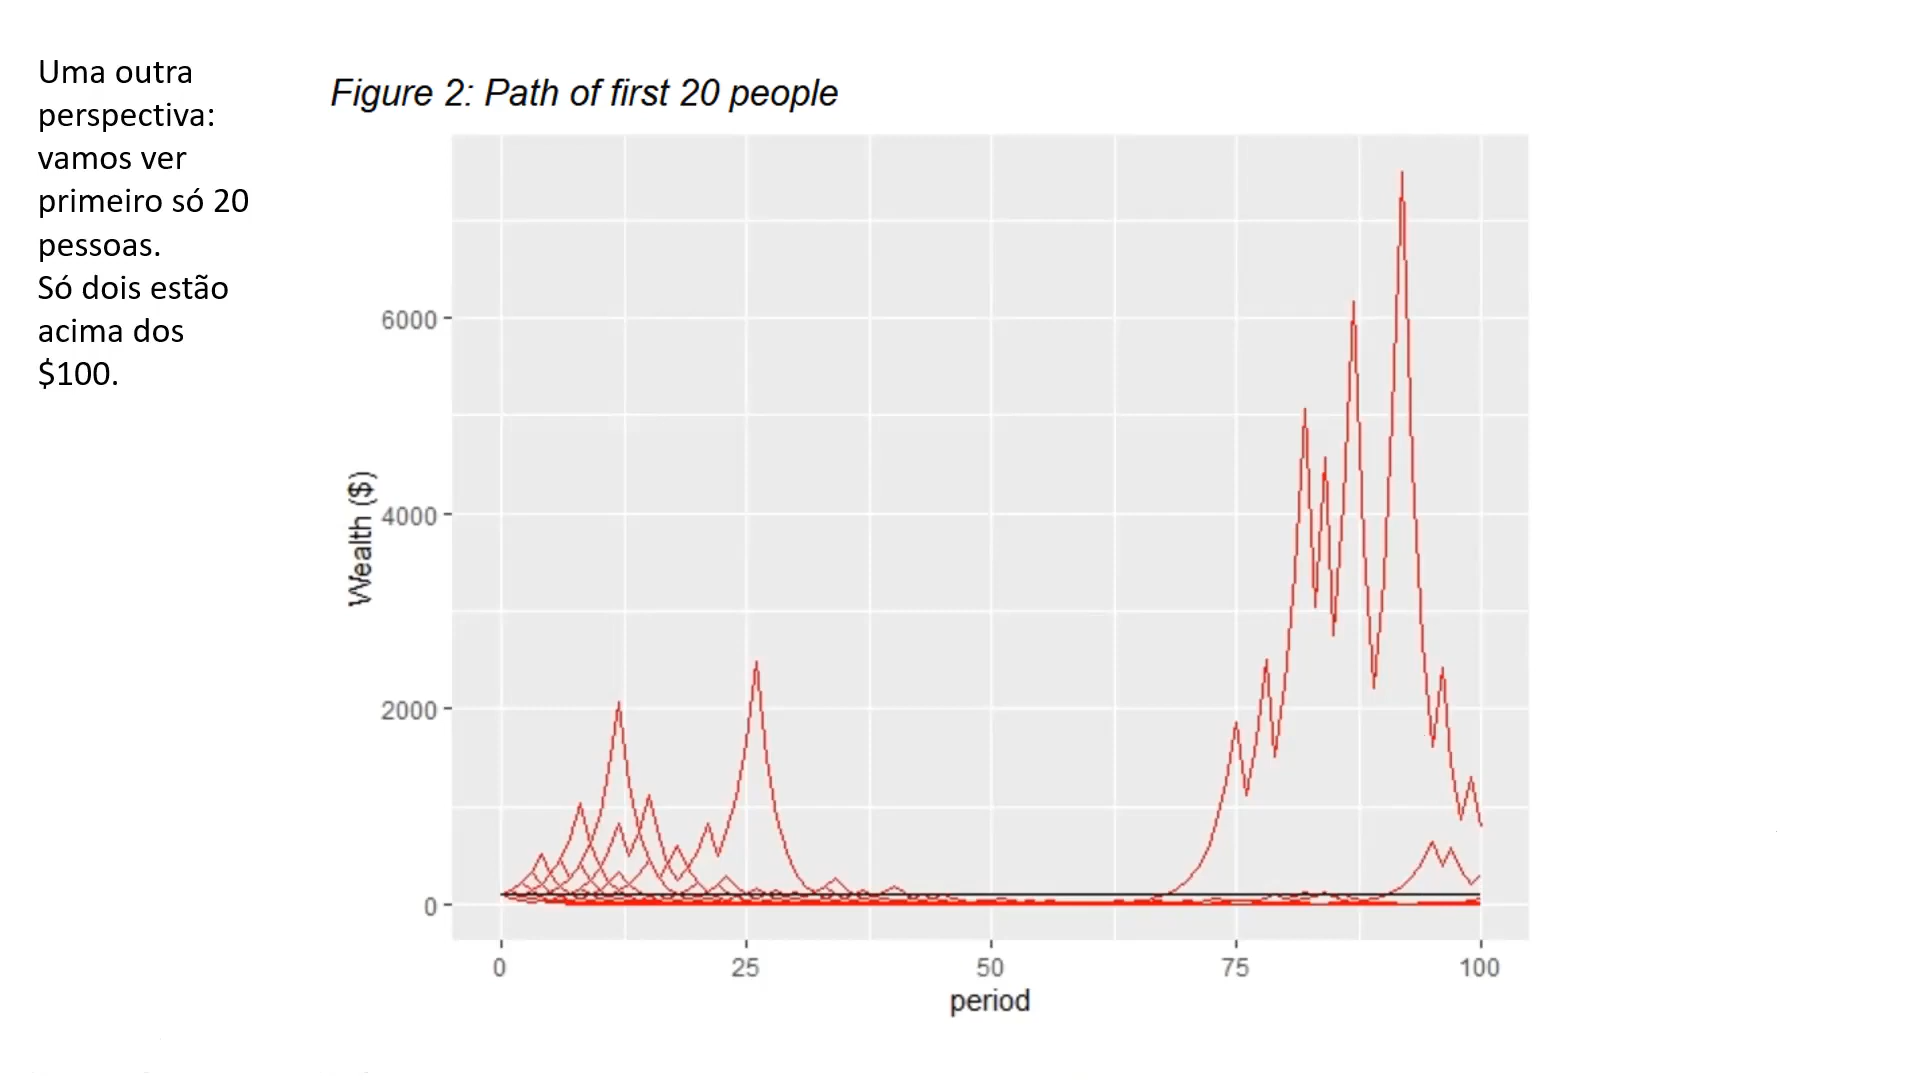 Uma outra
perspectiva:
vamos ver
primeiro só 20
pessoas.
Só dois estão
acima dos
$100.
Figure 2: Path of first 20 people
Wealth ($)
6000
4000
2000
0
0 25 50 75 100
period